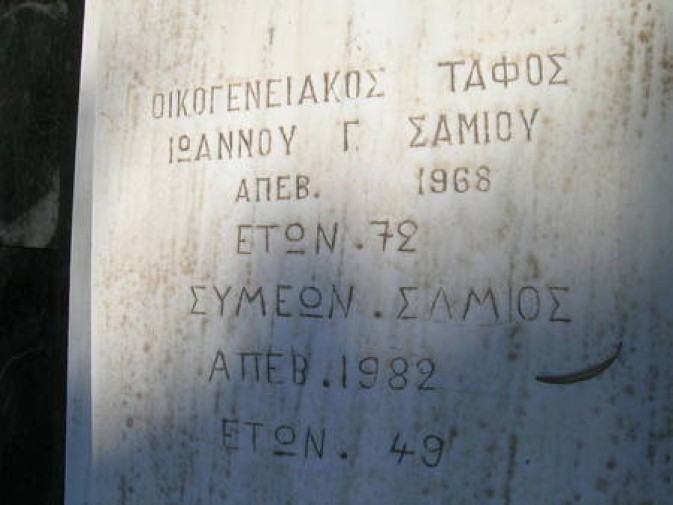 ΟΙΚΟΓΕΝΕΙΑΚΟΣ ΤΑΦΟΣ
ΙΩΑΝΝΟΥ Γ. ΣΑΜΙΟΥ
ΑΠΕΒ. 1968
ΕΤΩΝ. 72
ΣΥΜΕΩΝ. ΣΑΜΙΟΣ
ΑΠΕΒ. 1982
ΕΤΩΝ. 49